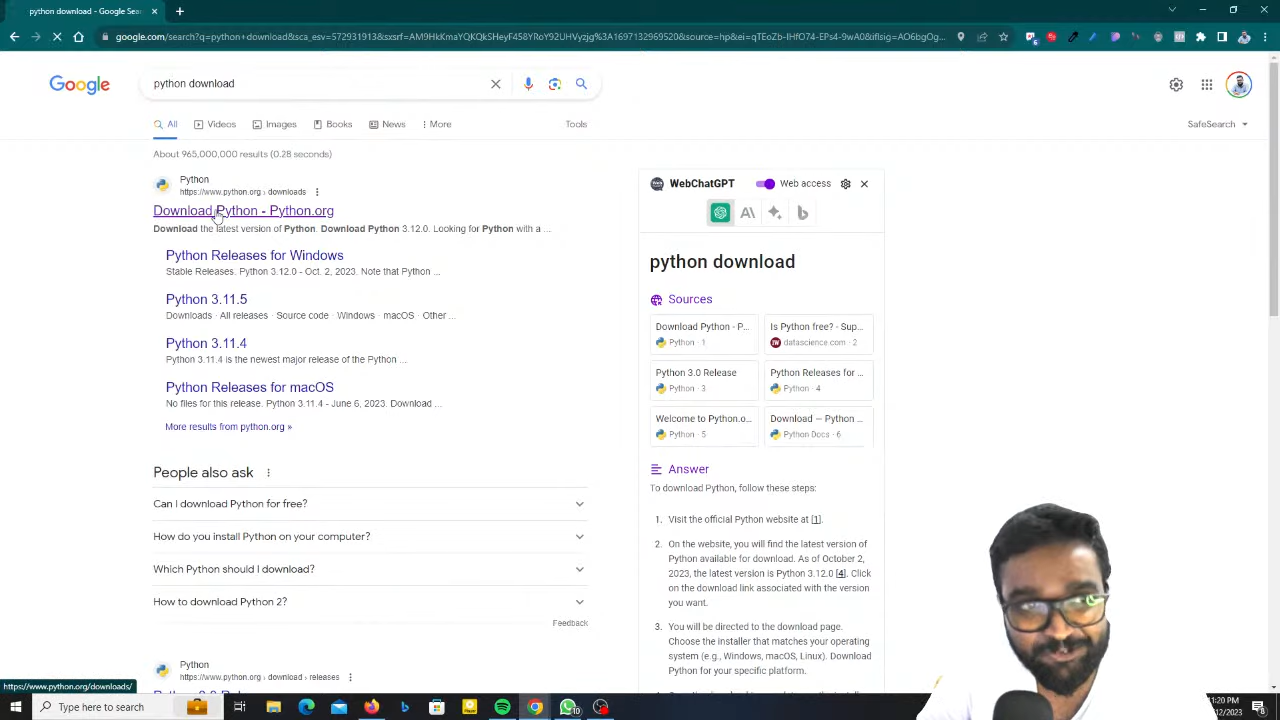 python download - Google Sear
google.com/search?q=python+download&sca_esv=572931913&sxsrf=
Google
python download
All
Videos
Images
Books
News
More
Tools
SafeSearch
About 965,000,000 results (0.28 seconds)
Python
https://www.python.org › downloads
Download Python - Python.org
Download the latest version of Python. Download Python 3.12.0. Looking for Python with a ...
Python Releases for Windows
Stable Releases. Python 3.12.0 - Oct. 2, 2023. Note that Python ...
Python 3.11.5
Downloads · All releases · Source code · Windows · macOS · Other ...
Python 3.11.4
Python 3.11.4 is the newest major release of the Python ...
Python Releases for macOS
No files for this release. Python 3.11.4 - June 6, 2023. Download ...
More results from python.org »
People also ask
Can I download Python for free?
How do you install Python on your computer?
Which Python should I download?
How to download Python 2?
Feedback
Python
https://www.python.org › download › releases
WebChatGPT
Web access
python download
Sources
Download Python - P...
Python · 1
Is Python free? - Sup...
datascience.com · 2
Python 3.0 Release
Python · 3
Python Releases for ...
Python · 4
Welcome to Python.o...
Python · 5
Download — Python ...
Python Docs · 6
Answer
To download Python, follow these steps:
1. Visit the official Python website at [1].
2. On the website, you will find the latest version of
Python available for download. As of October 2,
2023, the latest version is Python 3.12.0 [4]. Click
on the download link associated with the version
you want.
3. You will be directed to the download page.
Choose the installer that matches your operating
system (e.g., Windows, macOS, Linux). Download
Python for your specific platform.
https://www.python.org/downloads/
Type here to search
11:20 PM
/12/2023